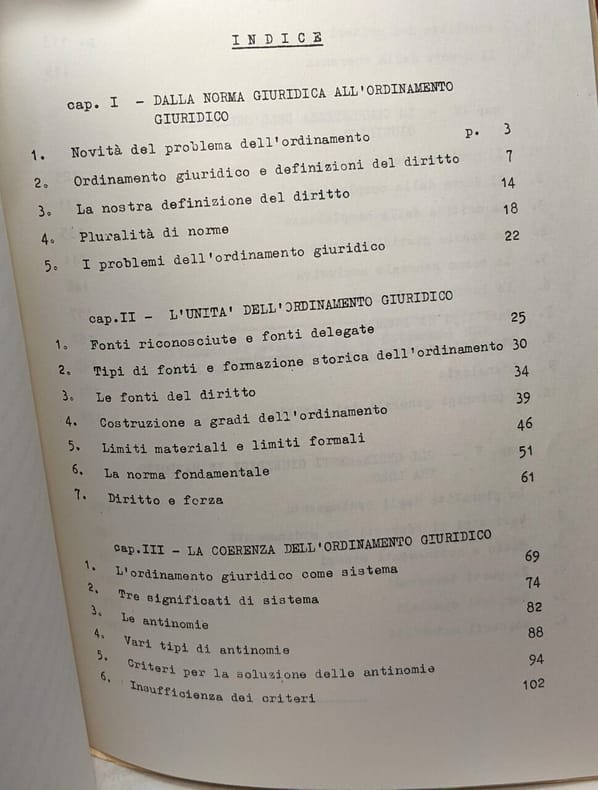 INDICE
cap. I - DALLA NORMA GIURIDICA ALL'ORDINAMENTO
GIURIDICO
1. Novità del problema dell'ordinamento p. 3
2. Ordinamento giuridico e definizioni del diritto 7
3. La nostra definizione del diritto 14
4. Pluralità di norme 18
5. I problemi dell'ordinamento giuridico 22
cap.II - L'UNITA' DELL'ORDINAMENTO GIURIDICO
1. Fonti riconosciute e fonti delegate 25
2. Tipi di fonti e formazione storica dell'ordinamento 30
3. Le fonti del diritto 34
4. Costruzione a gradi dell'ordinamento 39
5. Limiti materiali e limiti formali 46
6. La norma fondamentale 51
7. Diritto e forza 61
cap.III - LA COERENZA DELL'ORDINAMENTO GIURIDICO
1. L'ordinamento giuridico come sistema 69
2. Tre significati di sistema 74
3. Le antinomie 82
4. Vari tipi di antinomie 88
5. Criteri per la soluzione delle antinomie 94
6. Insufficienza dei criteri 102